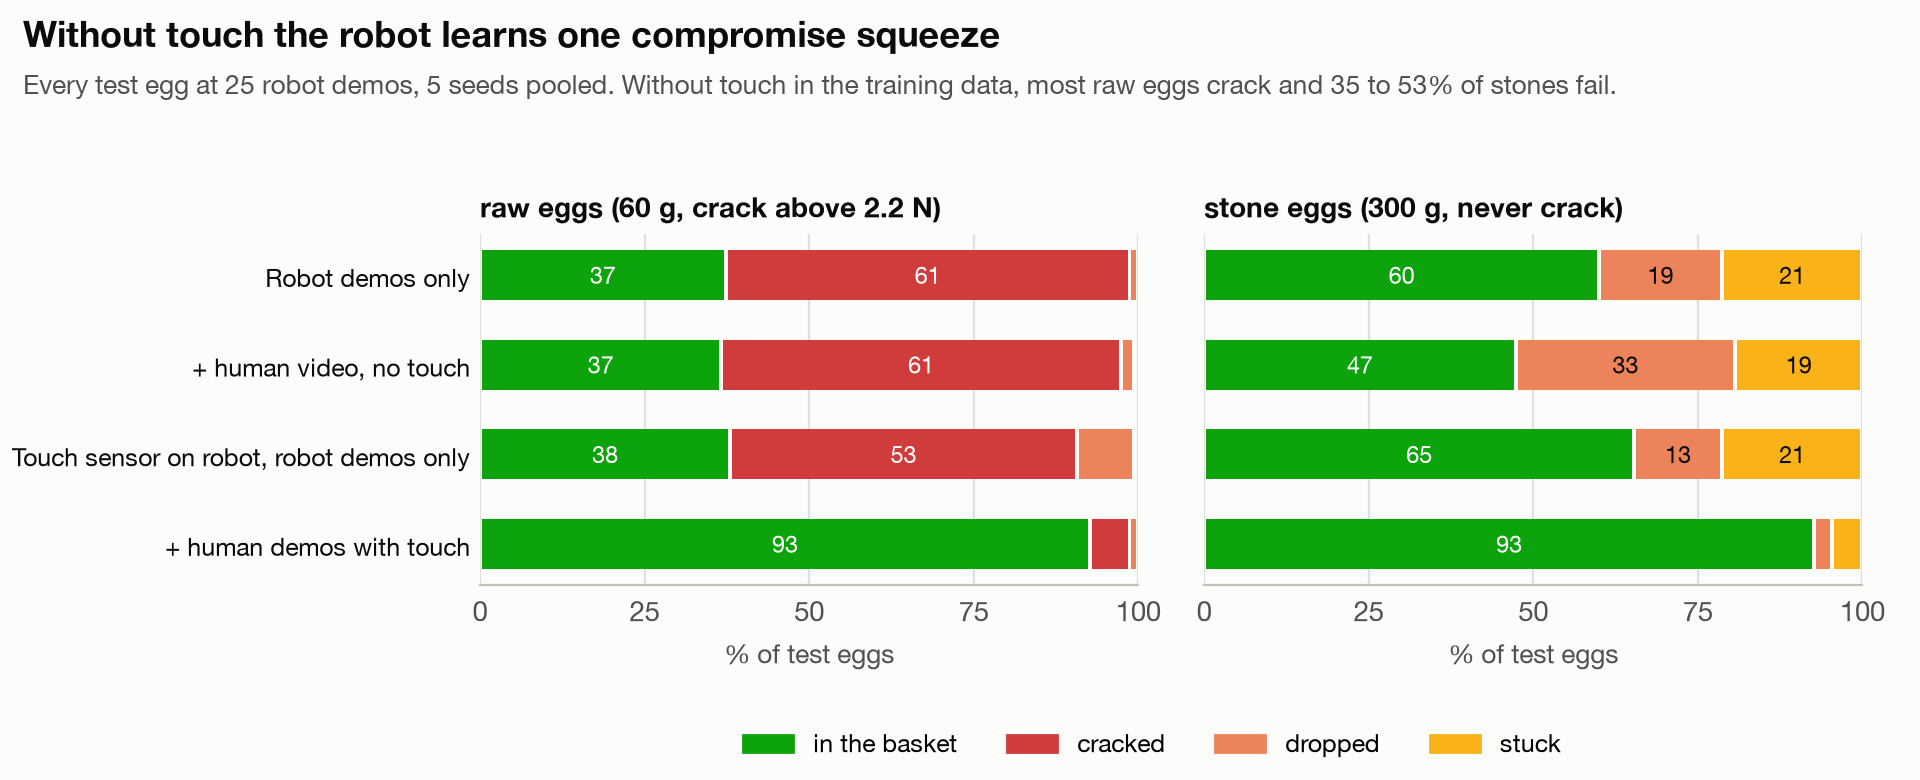 Without touch the robot learns one compromise squeeze
Every test egg at 25 robot demos, 5 seeds pooled. Without touch in the training data, most raw eggs crack and 35 to 53% of stones fail.
raw eggs (60 g, crack above 2.2 N)
stone eggs (300 g, never crack)
Robot demos only
37 61
60 19 21
+ human video, no touch
37 61
47 33 19
Touch sensor on robot, robot demos only
38 53
65 13 21
+ human demos with touch
93
93
0 25 50 75 100
0 25 50 75 100
% of test eggs
% of test eggs
in the basket
cracked
dropped
stuck